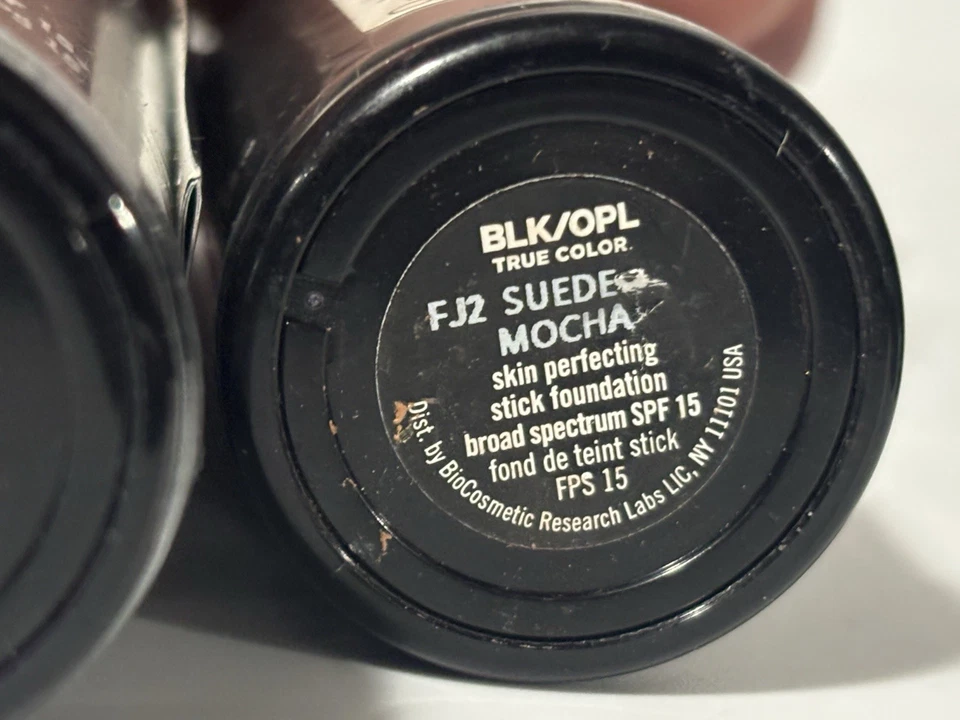 BLK/OPL
TRUE COLOR.
FJ2 SUEDE
MOCHA
skin perfecting
stick foundation
broad spectrum SPF 15
fond de teint stick
FPS 15
Dist. by BioCosmetic Research Labs LIC, NY 11101 USA